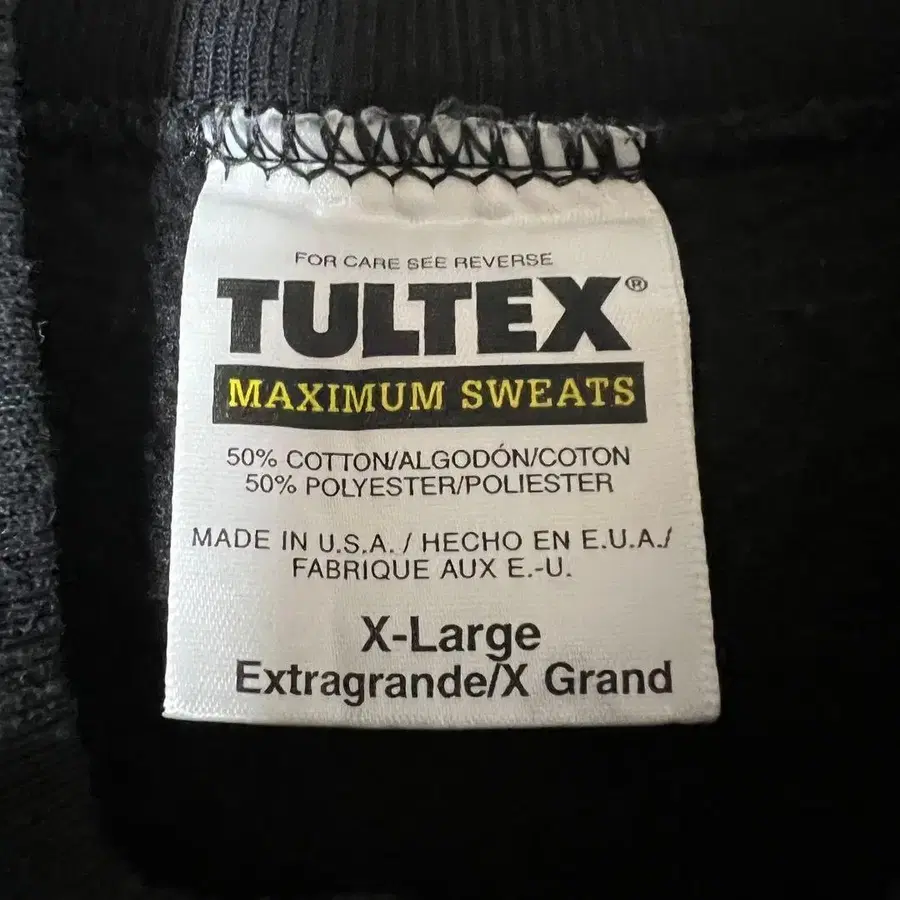 FOR CARE SEE REVERSE
TULTEX®
MAXIMUM SWEATS
50% COTTON/ALGODÓN/COTON
50% POLYESTER/POLIESTER
MADE IN U.S.A. / HECHO EN E.U.A./
FABRIQUE AUX E.-U.
X-Large
Extragrande/X Grand